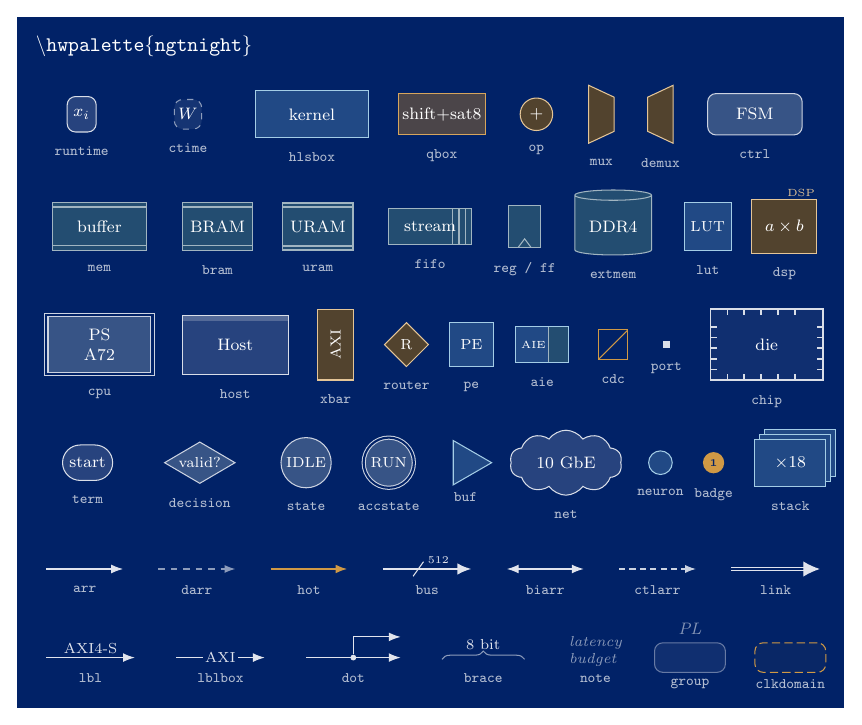 \hwpalette{ngtnight}
x_i W kernel shift+sat8 + FSM
runtime ctime hlsbox qbox op mux demux ctrl
DSP
buffer BRAM URAM stream DDR4 LUT a × b
mem bram uram fifo reg / ff extmem lut dsp
PS
A72 Host AXI R PE AIE die
cpu host xbar router pe aie cdc port chip
start valid? IDLE RUN 10 GbE 1 ×18
term decision state accstate buf net neuron badge stack
512
arr darr hot bus biarr ctlarr link
AXI4-S AXI 8 bit latency
budget PL
lbl lblbox dot brace note group clkdomain